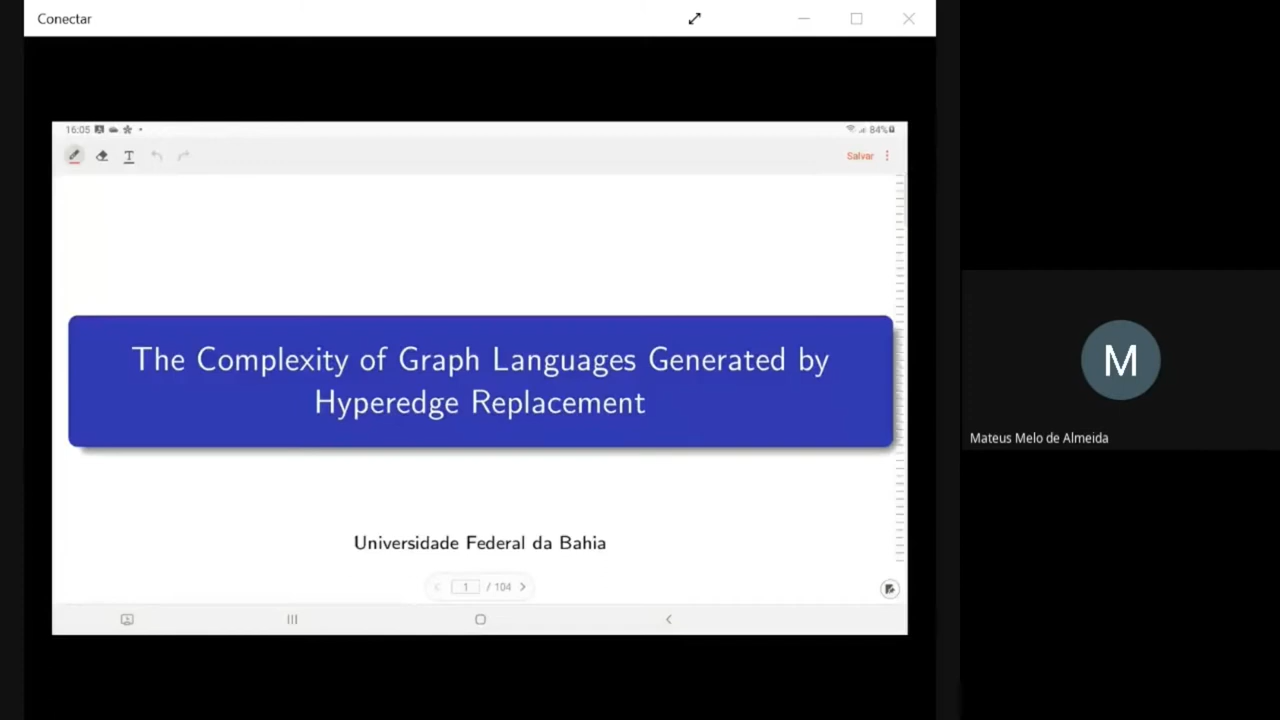 Conectar
16:05
84%
T
Salvar
The Complexity of Graph Languages Generated by
Hyperedge Replacement
Universidade Federal da Bahia
1 / 104
M
Mateus Melo de Almeida